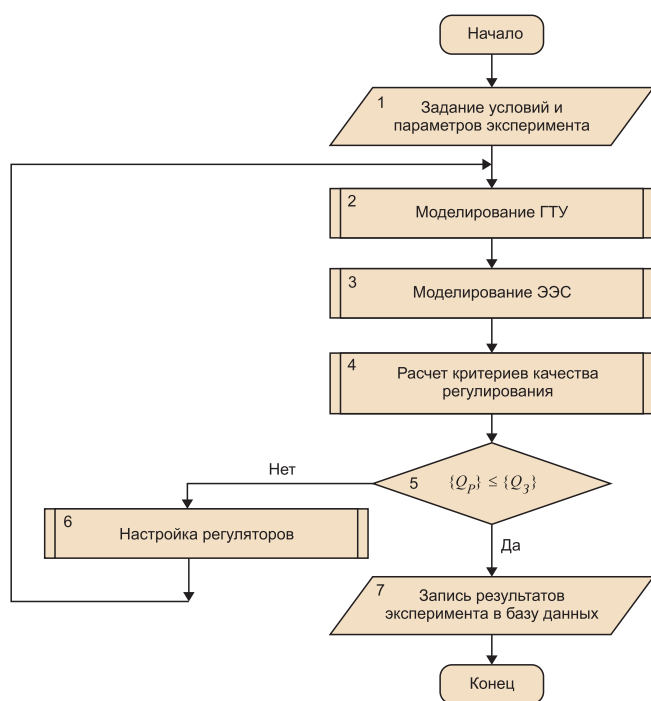 Начало
1
Задание условий и
параметров эксперимента
2
Моделирование ГТУ
3
Моделирование ЭЭС
4
Расчет критериев качества
регулирования
5
{Q_P} ≤ {Q_З}
Нет
Да
6
Настройка регуляторов
7
Запись результатов
эксперимента в базу данных
Конец